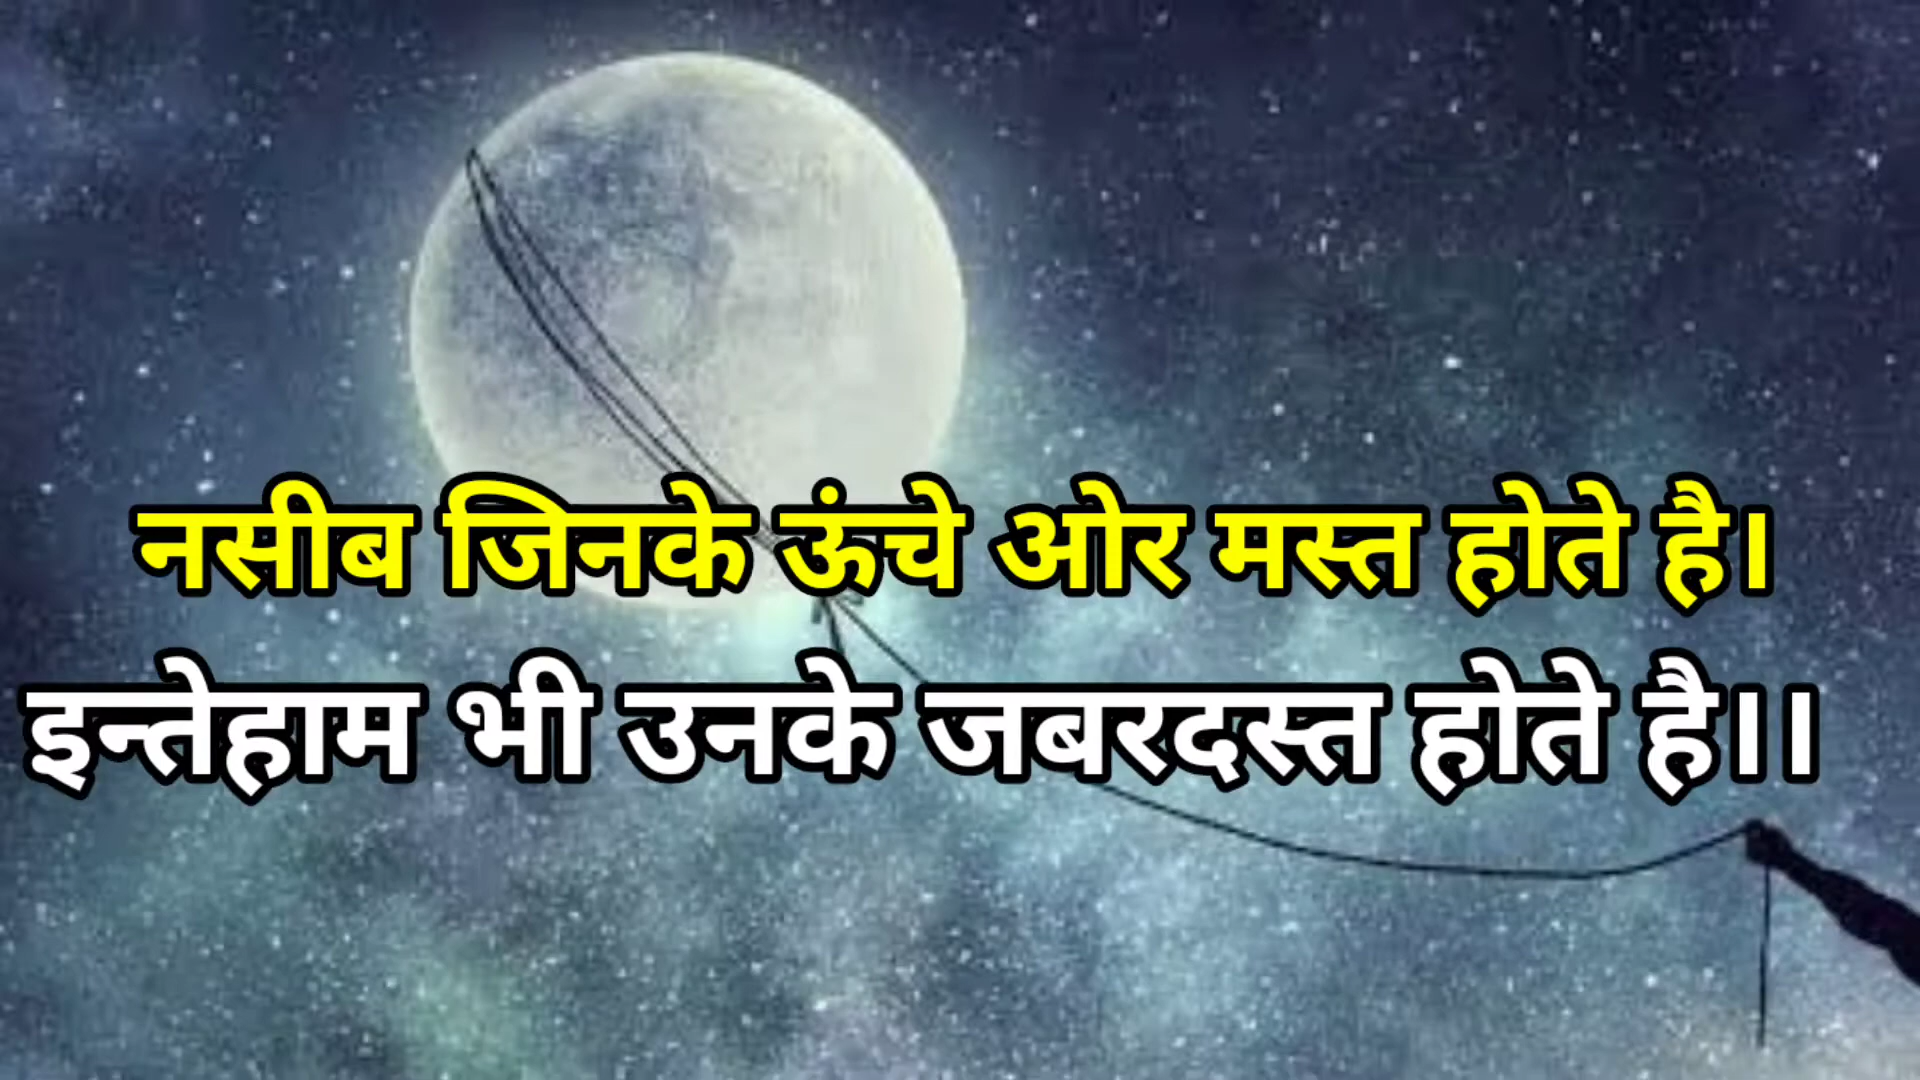 नसीब जिनके ऊंचे ओर मस्त होते है।
इन्तेहाम भी उनके जबरदस्त होते है।।